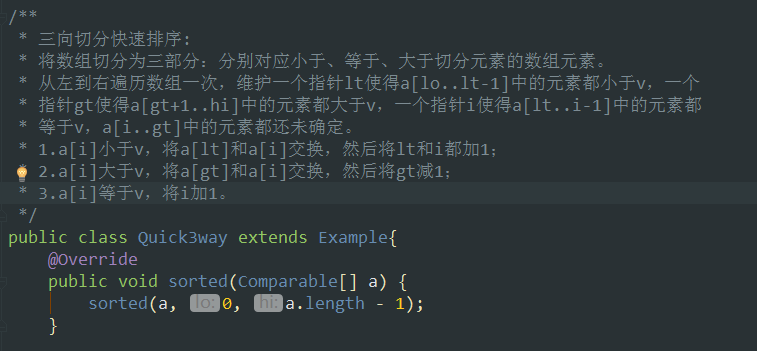 /**
 * 三向切分快速排序:
 * 将数组切分为三部分: 分别对应小于、等于、大于切分元素的数组元素。
 * 从左到右遍历数组一次，维护一个指针lt使得a[lo..lt-1]中的元素都小于v，一个
 * 指针gt使得a[gt+1..hi]中的元素都大于v，一个指针i使得a[lt..i-1]中的元素都
 * 等于v，a[i..gt]中的元素都还未确定。
 * 1.a[i]小于v，将a[lt]和a[i]交换，然后将lt和i都加1;
 * 2.a[i]大于v，将a[gt]和a[i]交换，然后将gt减1;
 * 3.a[i]等于v，将i加1。
 */
public class Quick3way extends Example{
    @Override
    public void sorted(Comparable[] a) {
        sorted(a, lo: 0, hi: a.length - 1);
    }